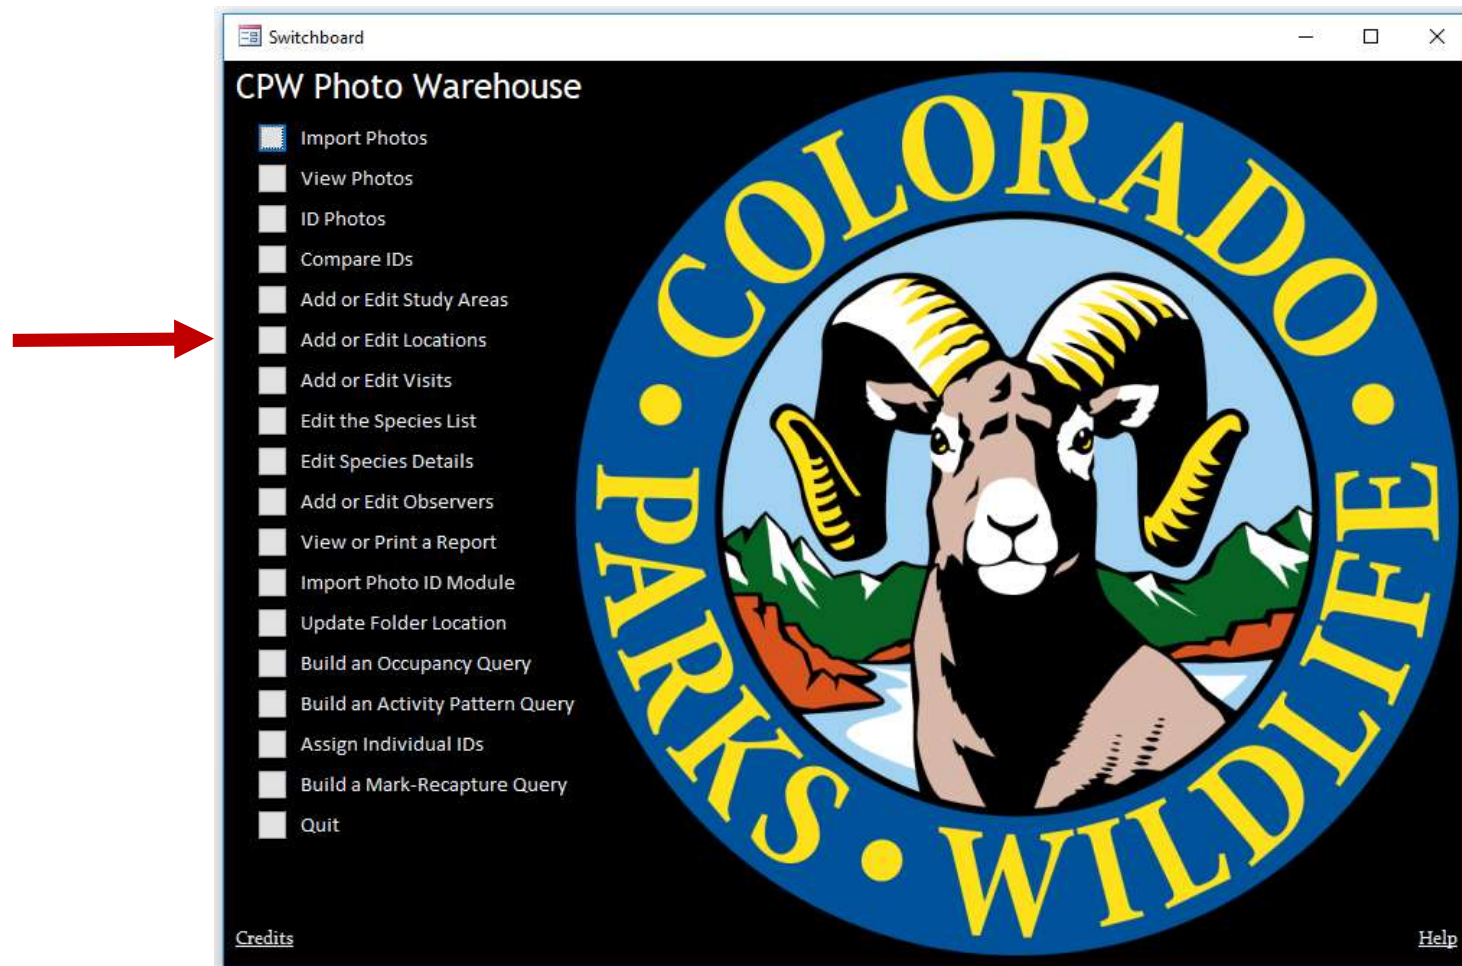 Switchboard
CPW Photo Warehouse
Import Photos
View Photos
ID Photos
Compare IDs
Add or Edit Study Areas
Add or Edit Locations
Add or Edit Visits
Edit the Species List
Edit Species Details
Add or Edit Observers
View or Print a Report
Import Photo ID Module
Update Folder Location
Build an Occupancy Query
Build an Activity Pattern Query
Assign Individual IDs
Build a Mark-Recapture Query
Quit
COLORADO
PARKS • WILDLIFE
Credits
Help